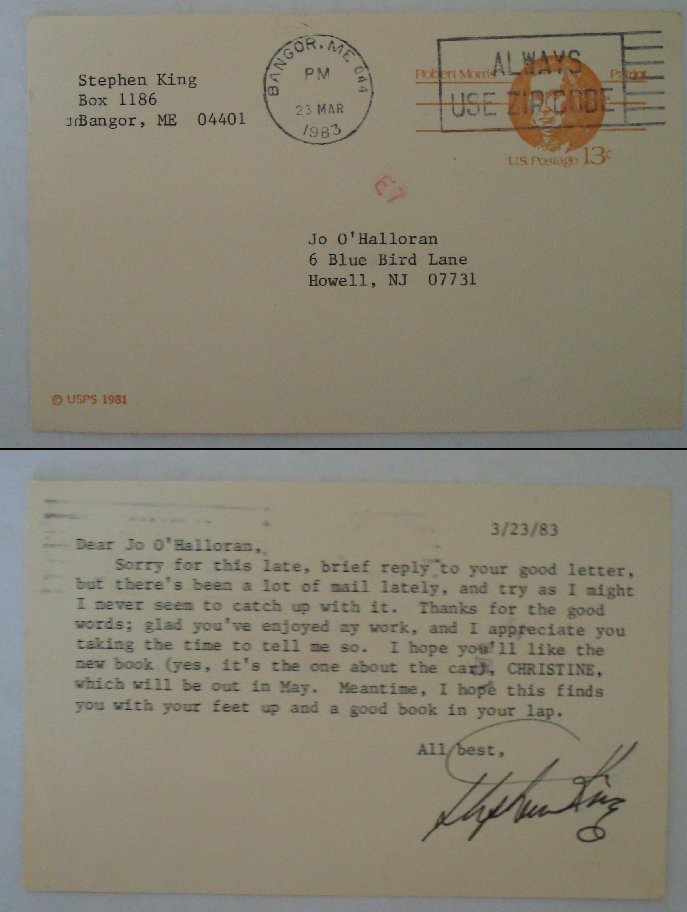 Stephen King
Box 1186
Bangor, ME 04401
BANGOR, ME 044
PM
23 MAR
1983
ALWAYS
USE ZIP CODE
Robert Morris Patriot
U.S. Postage 13c
E7
Jo O'Halloran
6 Blue Bird Lane
Howell, NJ 07731
© USPS 1981
3/23/83
Dear Jo O'Halloran,
Sorry for this late, brief reply to your good letter,
but there's been a lot of mail lately, and try as I might
I never seem to catch up with it. Thanks for the good
words; glad you've enjoyed my work, and I appreciate you
taking the time to tell me so. I hope you'll like the
new book (yes, it's the one about the car), CHRISTINE,
which will be out in May. Meantime, I hope this finds
you with your feet up and a good book in your lap.
All best,
Stephen King